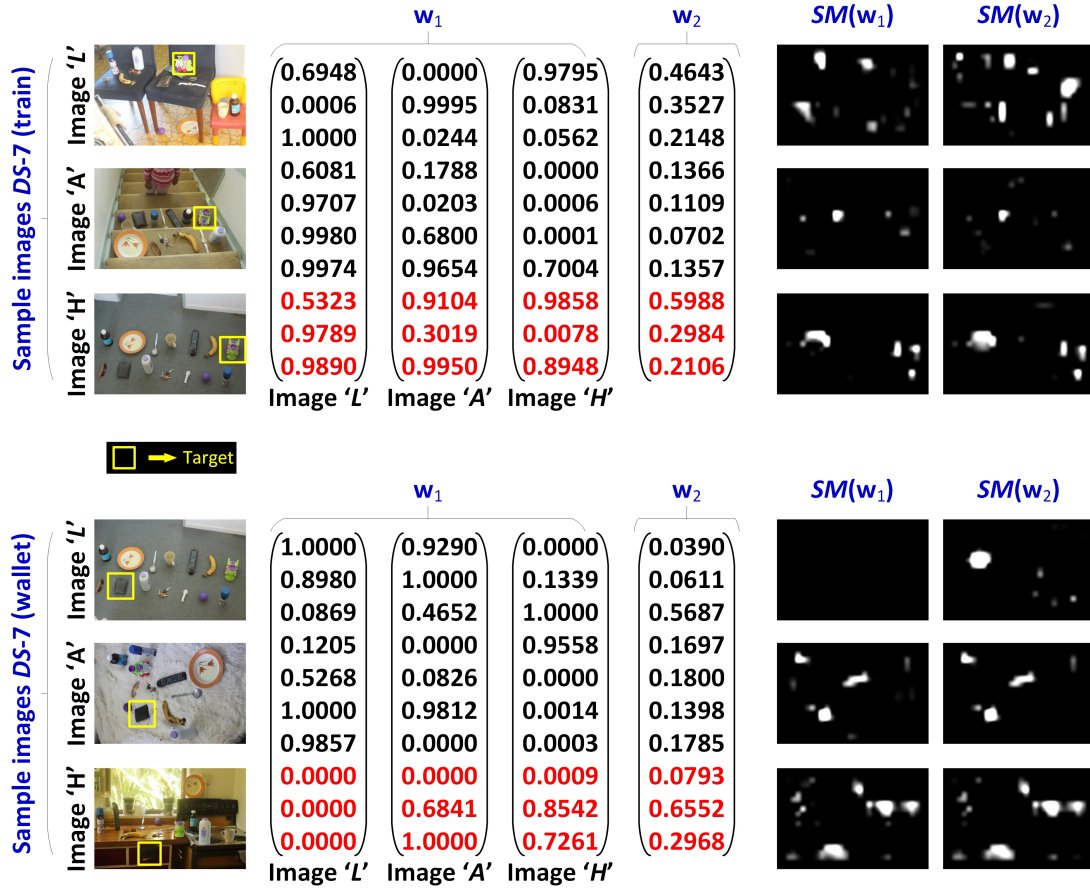 w1 w2 SM(w1) SM(w2)
Sample images DS-7 (train)
Image ‘L’
Image ‘A’
Image ‘H’
0.6948 0.0000 0.9795 0.4643
0.0006 0.9995 0.0831 0.3527
1.0000 0.0244 0.0562 0.2148
0.6081 0.1788 0.0000 0.1366
0.9707 0.0203 0.0006 0.1109
0.9980 0.6800 0.0001 0.0702
0.9974 0.9654 0.7004 0.1357
0.5323 0.9104 0.9858 0.5988
0.9789 0.3019 0.0078 0.2984
0.9890 0.9950 0.8948 0.2106
Image ‘L’ Image ‘A’ Image ‘H’
Target
w1 w2 SM(w1) SM(w2)
Sample images DS-7 (wallet)
Image ‘L’
Image ‘A’
Image ‘H’
1.0000 0.9290 0.0000 0.0390
0.8980 1.0000 0.1339 0.0611
0.0869 0.4652 1.0000 0.5687
0.1205 0.0000 0.9558 0.1697
0.5268 0.0826 0.0000 0.1800
1.0000 0.9812 0.0014 0.1398
0.9857 0.0000 0.0003 0.1785
0.0000 0.0000 0.0009 0.0793
0.0000 0.6841 0.8542 0.6552
0.0000 1.0000 0.7261 0.2968
Image ‘L’ Image ‘A’ Image ‘H’